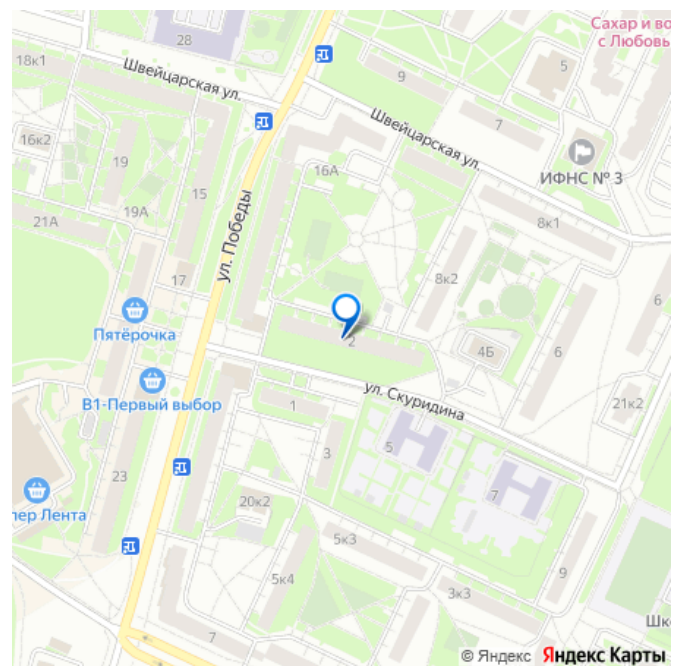 Сахар и во
с Любовь
28
18к1
Швейцарская ул.
9
5
7
Швейцарская ул.
16к2
19
15
16А
ИФНС № 3
19А
21А
ул. Победы
8к1
17
8к2
6
Пятёрочка
2
4Б
6
В1-Первый выбор
ул. Скуридина
1
21к2
5
3
23
7
пер Лента
20к2
5к3
9
5к4
3к3
7
Шк
© Яндекс Яндекс Карты